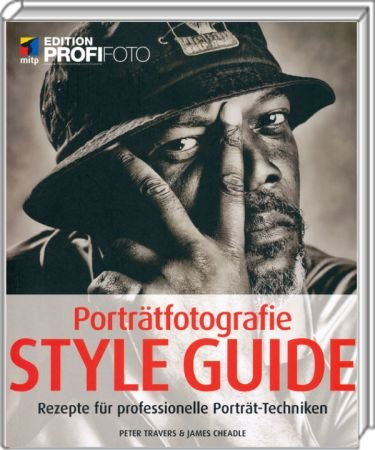 mitp
EDITION
PROFIFOTO
Porträtfotografie
STYLE GUIDE
Rezepte für professionelle Porträt-Techniken
PETER TRAVERS & JAMES CHEADLE